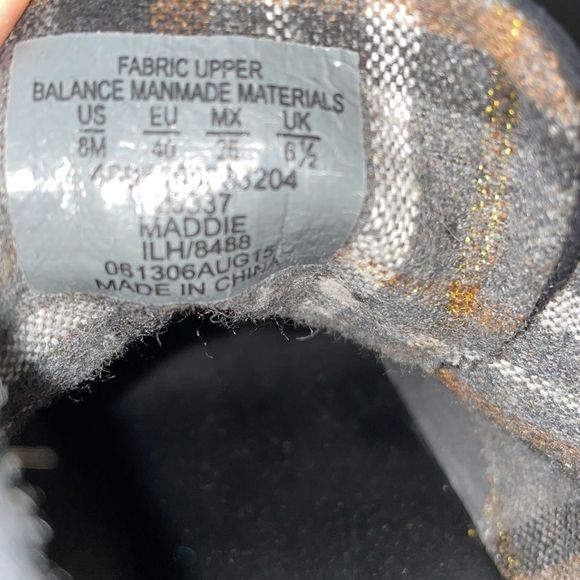 FABRIC UPPER
BALANCE MANMADE MATERIALS
US EU MX UK
8M 40 25 6½
MADDIE
ILH/8488
061306AUG15
MADE IN CHINA